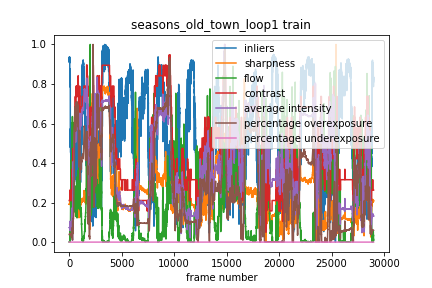 seasons_old_town_loop1 train
1.0
0.8
0.6
0.4
0.2
0.0
inliers
sharpness
flow
contrast
average intensity
percentage overexposure
percentage underexposure
0 5000 10000 15000 20000 25000 30000
frame number